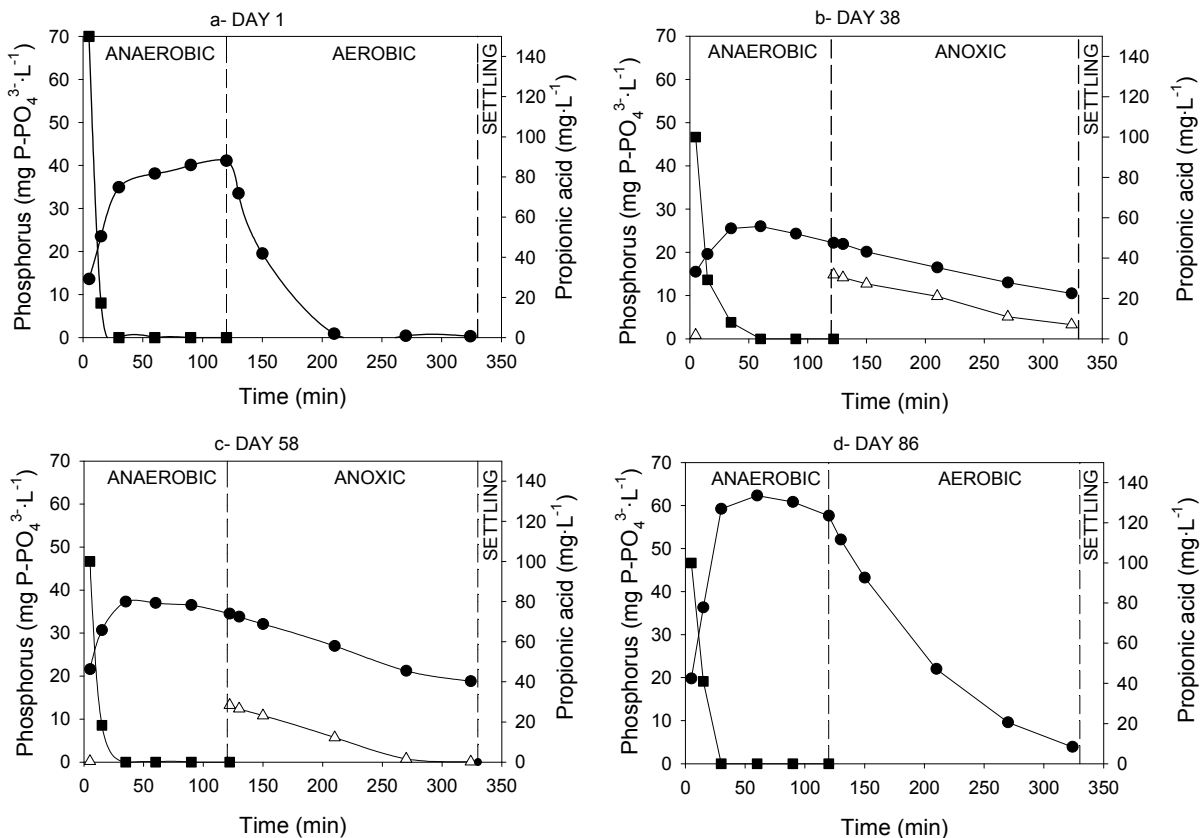 a- DAY 1
ANAEROBIC AEROBIC SETTLING
Phosphorus (mg P-PO₄³⁻·L⁻¹)
70
60
50
40
30
20
10
0
Propionic acid (mg·L⁻¹)
140
120
100
80
60
40
20
0
0 50 100 150 200 250 300 350
Time (min)
b- DAY 38
ANAEROBIC ANOXIC SETTLING
Phosphorus (mg P-PO₄³⁻·L⁻¹)
70
60
50
40
30
20
10
0
Propionic acid (mg·L⁻¹)
140
120
100
80
60
40
20
0
0 50 100 150 200 250 300 350
Time (min)
c- DAY 58
ANAEROBIC ANOXIC SETTLING
Phosphorus (mg P-PO₄³⁻·L⁻¹)
70
60
50
40
30
20
10
0
Propionic acid (mg·L⁻¹)
140
120
100
80
60
40
20
0
0 50 100 150 200 250 300 350
Time (min)
d- DAY 86
ANAEROBIC AEROBIC SETTLING
Phosphorus (mg P-PO₄³⁻·L⁻¹)
70
60
50
40
30
20
10
0
Propionic acid (mg·L⁻¹)
140
120
100
80
60
40
20
0
0 50 100 150 200 250 300 350
Time (min)